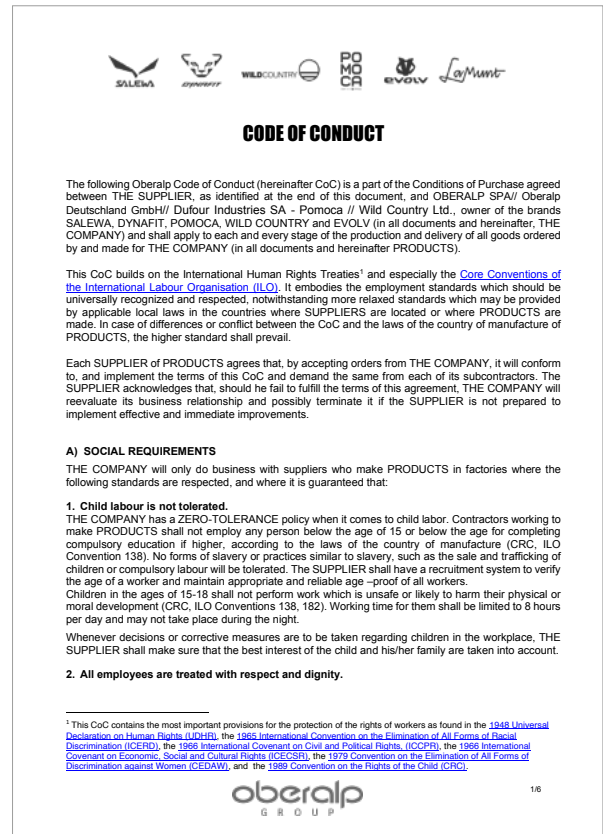 SALEWA DYNAFIT WILDCOUNTRY PO MO CA evolv LaMunt
CODE OF CONDUCT
The following Oberalp Code of Conduct (hereinafter CoC) is a part of the Conditions of Purchase agreed
between THE SUPPLIER, as identified at the end of this document, and OBERALP SPA// Oberalp
Deutschland GmbH// Dufour Industries SA - Pomoca // Wild Country Ltd., owner of the brands
SALEWA, DYNAFIT, POMOCA, WILD COUNTRY and EVOLV (in all documents and hereinafter, THE
COMPANY) and shall apply to each and every stage of the production and delivery of all goods ordered
by and made for THE COMPANY (in all documents and hereinafter PRODUCTS).
This CoC builds on the International Human Rights Treaties1 and especially the Core Conventions of
the International Labour Organisation (ILO). It embodies the employment standards which should be
universally recognized and respected, notwithstanding more relaxed standards which may be provided
by applicable local laws in the countries where SUPPLIERS are located or where PRODUCTS are
made. In case of differences or conflict between the CoC and the laws of the country of manufacture of
PRODUCTS, the higher standard shall prevail.
Each SUPPLIER of PRODUCTS agrees that, by accepting orders from THE COMPANY, it will conform
to, and implement the terms of this CoC and demand the same from each of its subcontractors. The
SUPPLIER acknowledges that, should he fail to fulfill the terms of this agreement, THE COMPANY will
reevaluate its business relationship and possibly terminate it if the SUPPLIER is not prepared to
implement effective and immediate improvements.
A) SOCIAL REQUIREMENTS
THE COMPANY will only do business with suppliers who make PRODUCTS in factories where the
following standards are respected, and where it is guaranteed that:
1. Child labour is not tolerated.
THE COMPANY has a ZERO-TOLERANCE policy when it comes to child labor. Contractors working to
make PRODUCTS shall not employ any person below the age of 15 or below the age for completing
compulsory education if higher, according to the laws of the country of manufacture (CRC, ILO
Convention 138). No forms of slavery or practices similar to slavery, such as the sale and trafficking of
children or compulsory labour will be tolerated. The SUPPLIER shall have a recruitment system to verify
the age of a worker and maintain appropriate and reliable age –proof of all workers.
Children in the ages of 15-18 shall not perform work which is unsafe or likely to harm their physical or
moral development (CRC, ILO Conventions 138, 182). Working time for them shall be limited to 8 hours
per day and may not take place during the night.
Whenever decisions or corrective measures are to be taken regarding children in the workplace, THE
SUPPLIER shall make sure that the best interest of the child and his/her family are taken into account.
2. All employees are treated with respect and dignity.
1 This CoC contains the most important provisions for the protection of the rights of workers as found in the 1948 Universal
Declaration on Human Rights (UDHR), the 1965 International Convention on the Elimination of All Forms of Racial
Discrimination (ICERD), the 1966 International Covenant on Civil and Political Rights, (ICCPR), the 1966 International
Covenant on Economic, Social and Cultural Rights (ICECSR), the 1979 Convention on the Elimination of All Forms of
Discrimination against Women (CEDAW), and the 1989 Convention on the Rights of the Child (CRC).
oberalp
GROUP
1/6